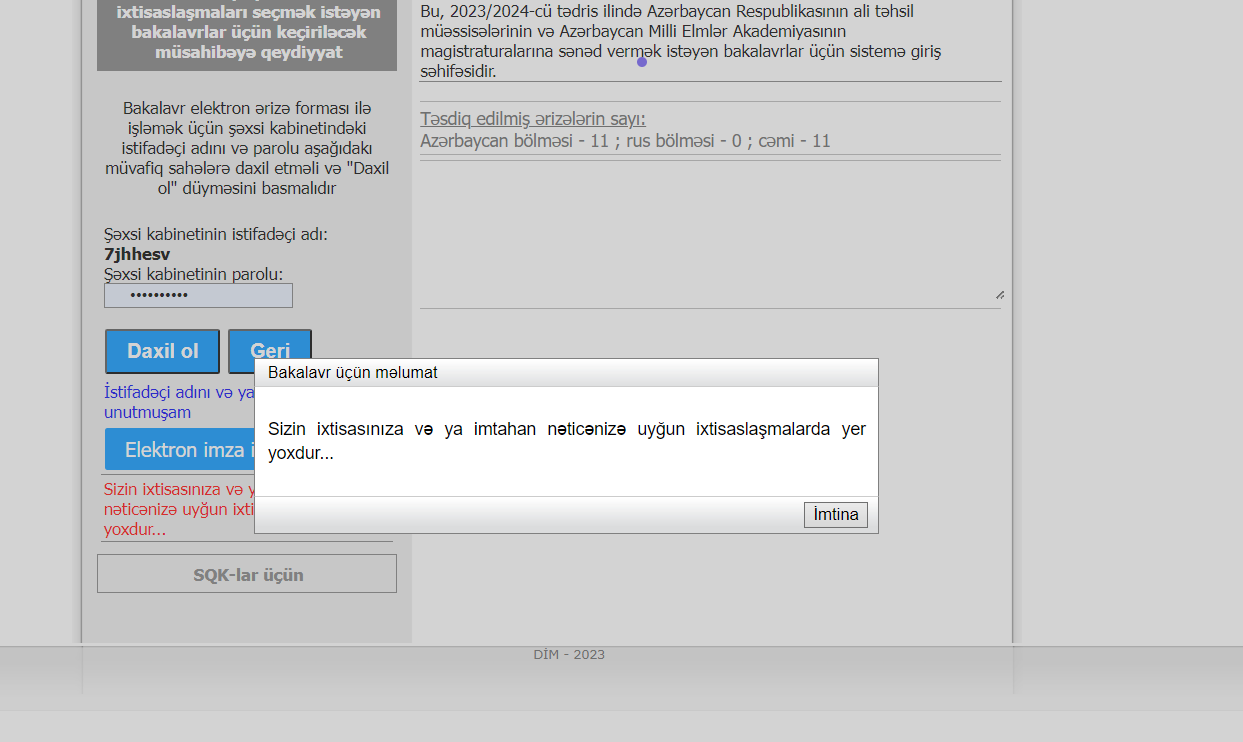 ixtisaslaşmaları seçmək istəyən
bakalavrlar üçün keçiriləcək
müsahibəyə qeydiyyat
Bakalavr elektron ərizə forması ilə
işləmək üçün şəxsi kabinetindəki
istifadəçi adını və parolu aşağıdakı
müvafiq sahələrə daxil etməli və "Daxil
ol" düyməsini basmalıdır
Şəxsi kabinetinin istifadəçi adı:
7jhhesv
Şəxsi kabinetinin parolu:
••••••••••
Daxil ol
Geri
İstifadəçi adını və ya
unutmuşam
Elektron imza i
Sizin ixtisasınıza və y
nəticənizə uyğun ixti
yoxdur...
SQK-lar üçün
Bu, 2023/2024-cü tədris ilində Azərbaycan Respublikasının ali təhsil
müəssisələrinin və Azərbaycan Milli Elmlər Akademiyasının
magistraturalarına sənəd vermək istəyən bakalavrlar üçün sistemə giriş
səhifəsidir.
Təsdiq edilmiş ərizələrin sayı:
Azərbaycan bölməsi - 11 ; rus bölməsi - 0 ; cəmi - 11
Bakalavr üçün məlumat
Sizin ixtisasınıza və ya imtahan nəticənizə uyğun ixtisaslaşmalarda yer
yoxdur...
İmtina
DİM - 2023